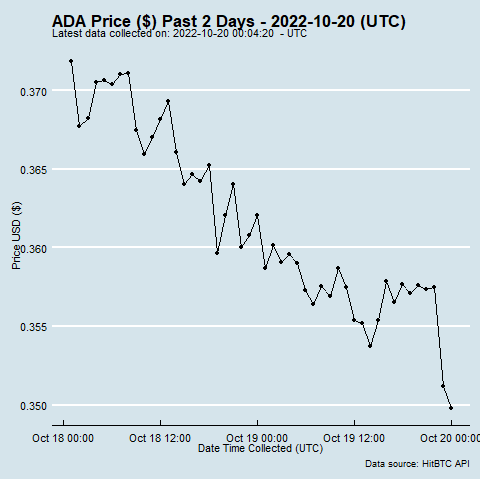 ADA Price ($) Past 2 Days - 2022-10-20 (UTC)
Latest data collected on: 2022-10-20 00:04:20 - UTC
0.370
0.365
0.360
0.355
0.350
Price USD ($)
Oct 18 00:00 Oct 18 12:00 Oct 19 00:00 Oct 19 12:00 Oct 20 00:00
Date Time Collected (UTC)
Data source: HitBTC API